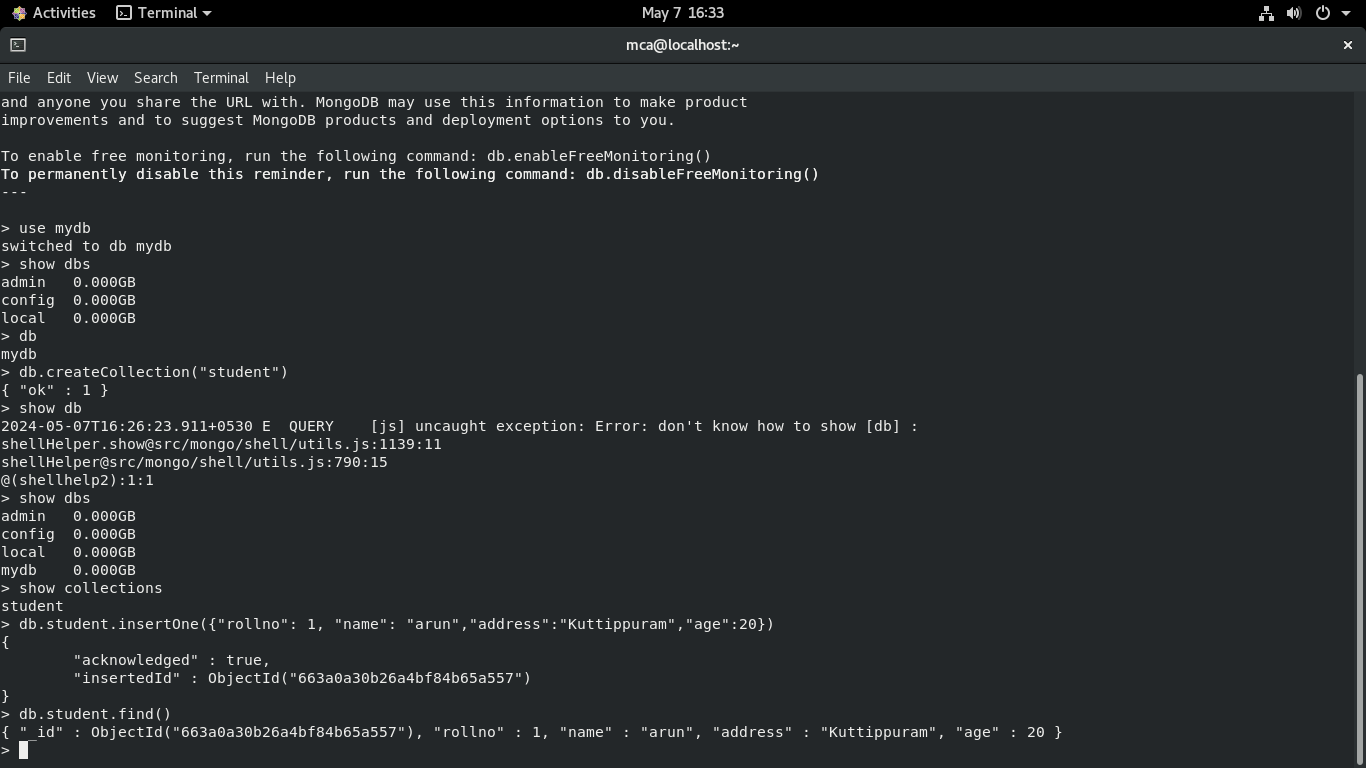 Activities Terminal May 7 16:33
mca@localhost:~ ×
File Edit View Search Terminal Help
and anyone you share the URL with. MongoDB may use this information to make product
improvements and to suggest MongoDB products and deployment options to you.
To enable free monitoring, run the following command: db.enableFreeMonitoring()
To permanently disable this reminder, run the following command: db.disableFreeMonitoring()
---
> use mydb
switched to db mydb
> show dbs
admin   0.000GB
config  0.000GB
local   0.000GB
> db
mydb
> db.createCollection("student")
{ "ok" : 1 }
> show db
2024-05-07T16:26:23.911+0530 E  QUERY    [js] uncaught exception: Error: don't know how to show [db] :
shellHelper.show@src/mongo/shell/utils.js:1139:11
shellHelper@src/mongo/shell/utils.js:790:15
@(shellhelp2):1:1
> show dbs
admin   0.000GB
config  0.000GB
local   0.000GB
mydb    0.000GB
> show collections
student
> db.student.insertOne({"rollno": 1, "name": "arun","address":"Kuttippuram","age":20})
{
        "acknowledged" : true,
        "insertedId" : ObjectId("663a0a30b26a4bf84b65a557")
}
> db.student.find()
{ "_id" : ObjectId("663a0a30b26a4bf84b65a557"), "rollno" : 1, "name" : "arun", "address" : "Kuttippuram", "age" : 20 }
>